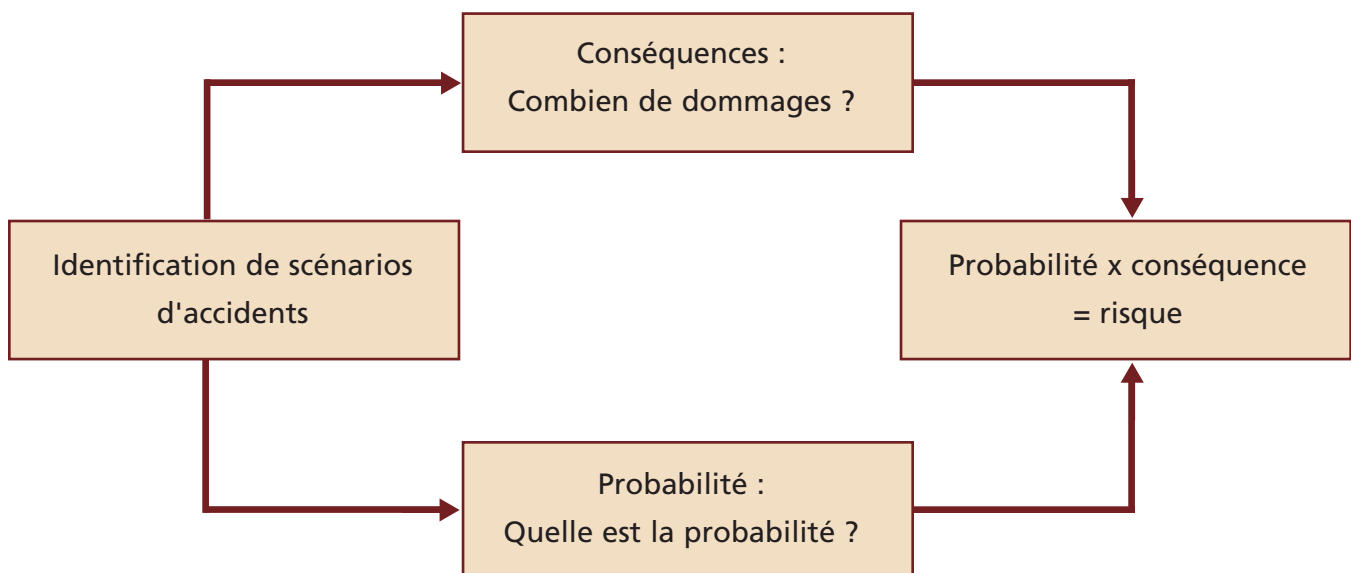 Conséquences :
Combien de dommages ?
Identification de scénarios
d'accidents
Probabilité x conséquence
= risque
Probabilité :
Quelle est la probabilité ?